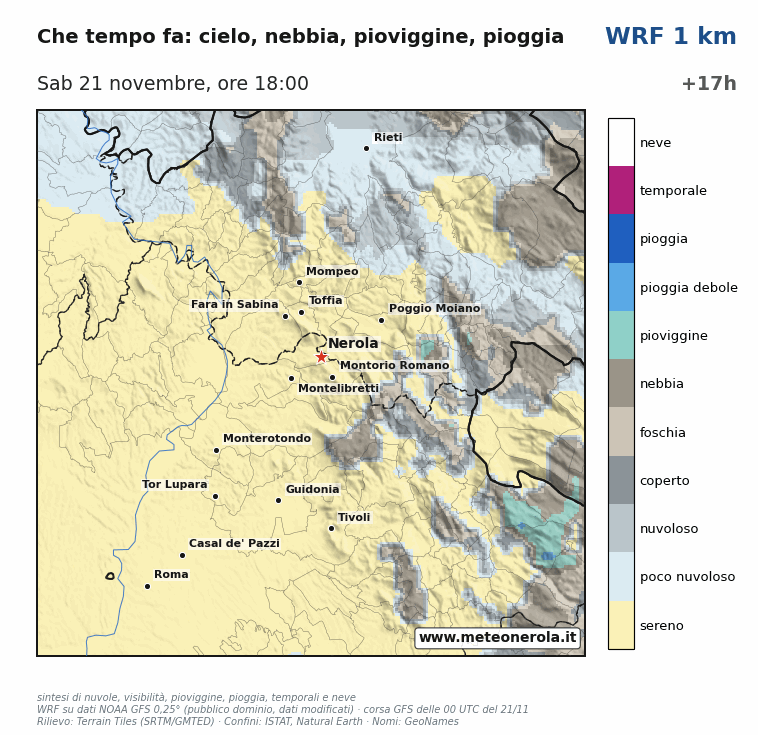 Che tempo fa: cielo, nebbia, pioviggine, pioggia
WRF 1 km
Sab 21 novembre, ore 18:00
+17h
Rieti
Mompeo
Fara in Sabina
Toffia
Poggio Moiano
Nerola
Montorio Romano
Montelibretti
Monterotondo
Tor Lupara
Guidonia
Tivoli
Casal de' Pazzi
Roma
www.meteonerola.it
neve
temporale
pioggia
pioggia debole
pioviggine
nebbia
foschia
coperto
nuvoloso
poco nuvoloso
sereno
sintesi di nuvole, visibilità, pioviggine, pioggia, temporali e neve
WRF su dati NOAA GFS 0,25° (pubblico dominio, dati modificati) · corsa GFS delle 00 UTC del 21/11
Rilievo: Terrain Tiles (SRTM/GMTED) · Confini: ISTAT, Natural Earth · Nomi: GeoNames